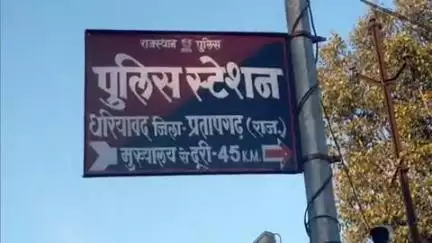 राजस्थान पुलिस
पुलिस स्टेशन
धरियावद जिला-प्रतापगढ़ (राज.)
मुख्यालय से दूरी-45 K.M.